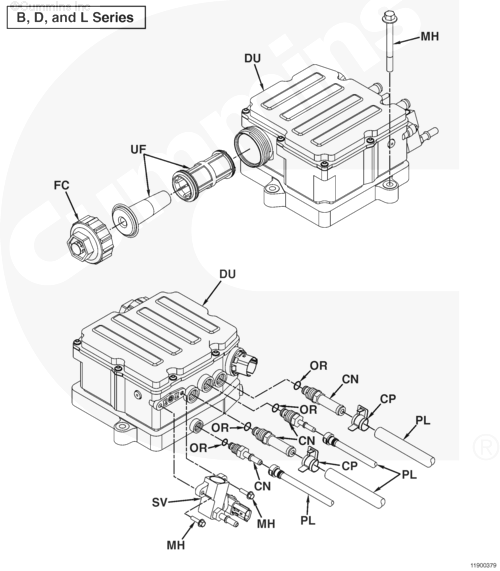 ©Cummins Inc
B, D, and L Series
Cummins
MH
DU
UF
FC
DU
OR
CN
CP
OR
PL
OR
CN
OR
CP
PL
CN
SV
PL
MH
MH
®
11900379